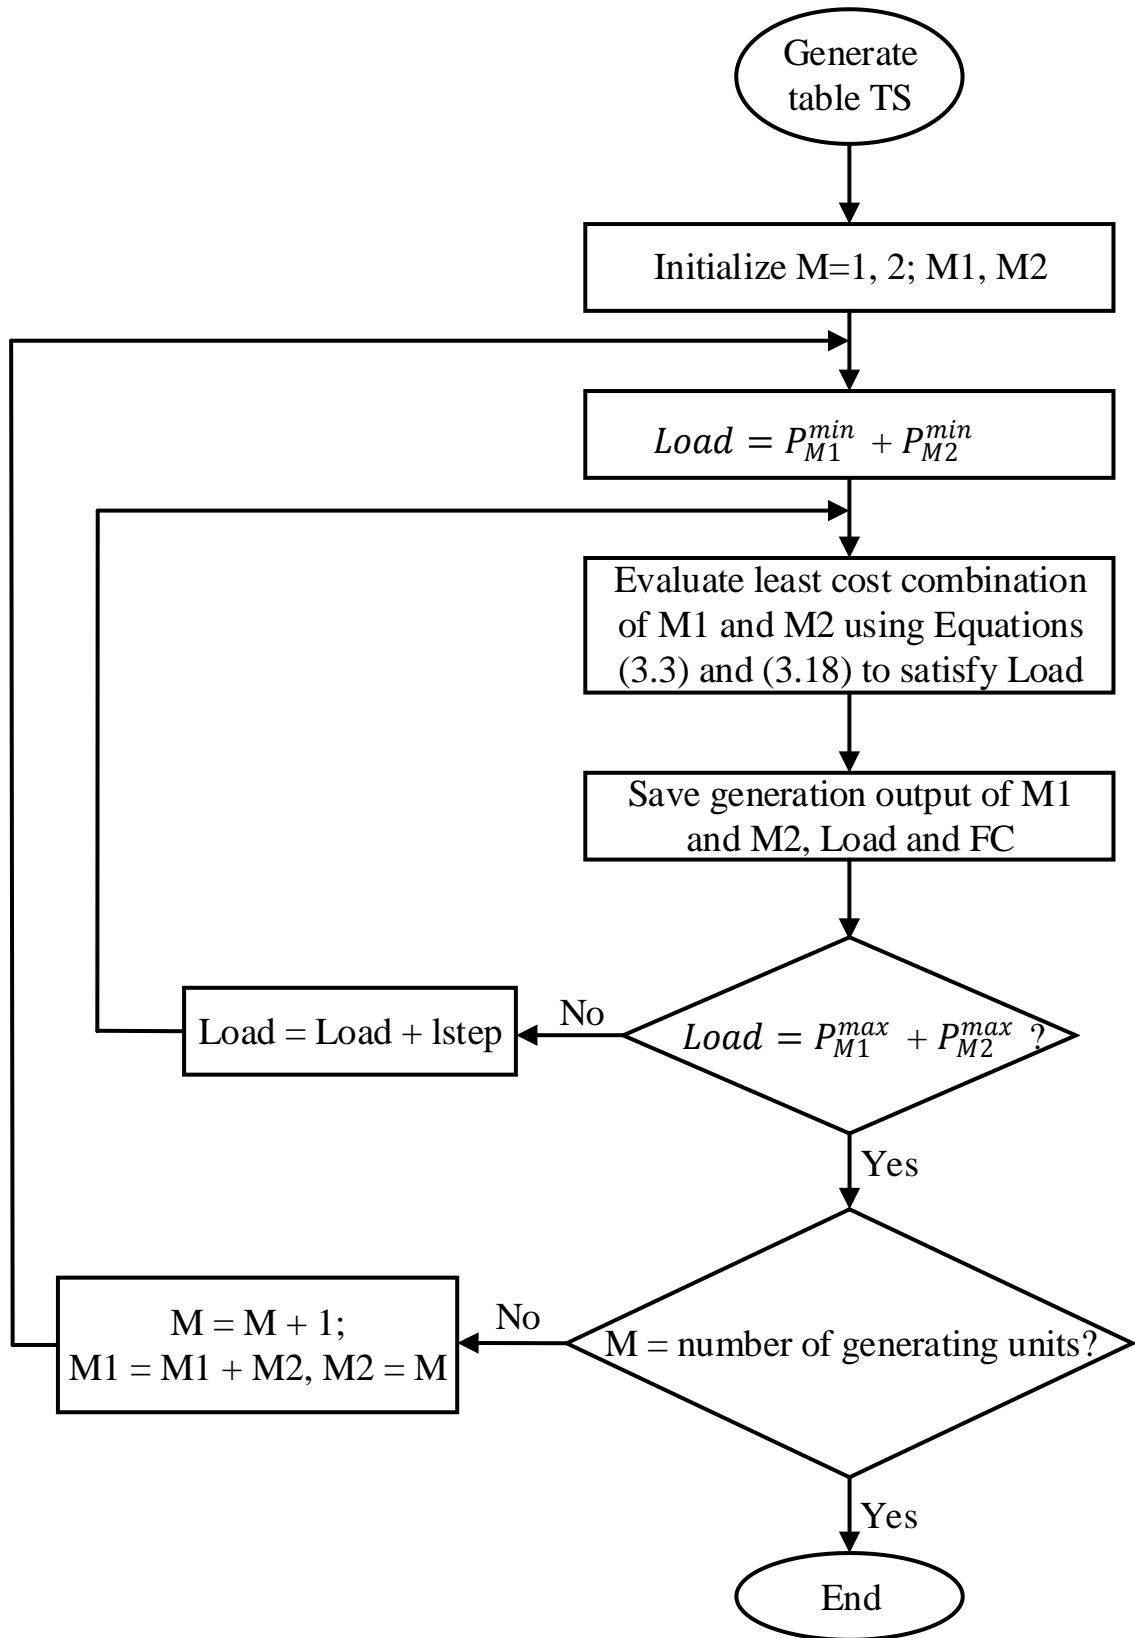 Generate
table TS
Initialize M=1, 2; M1, M2
Load = P_{M1}^{min} + P_{M2}^{min}
Evaluate least cost combination
of M1 and M2 using Equations
(3.3) and (3.18) to satisfy Load
Save generation output of M1
and M2, Load and FC
Load = Load + lstep
No
Load = P_{M1}^{max} + P_{M2}^{max} ?
Yes
M = M + 1;
M1 = M1 + M2, M2 = M
No
M = number of generating units?
Yes
End